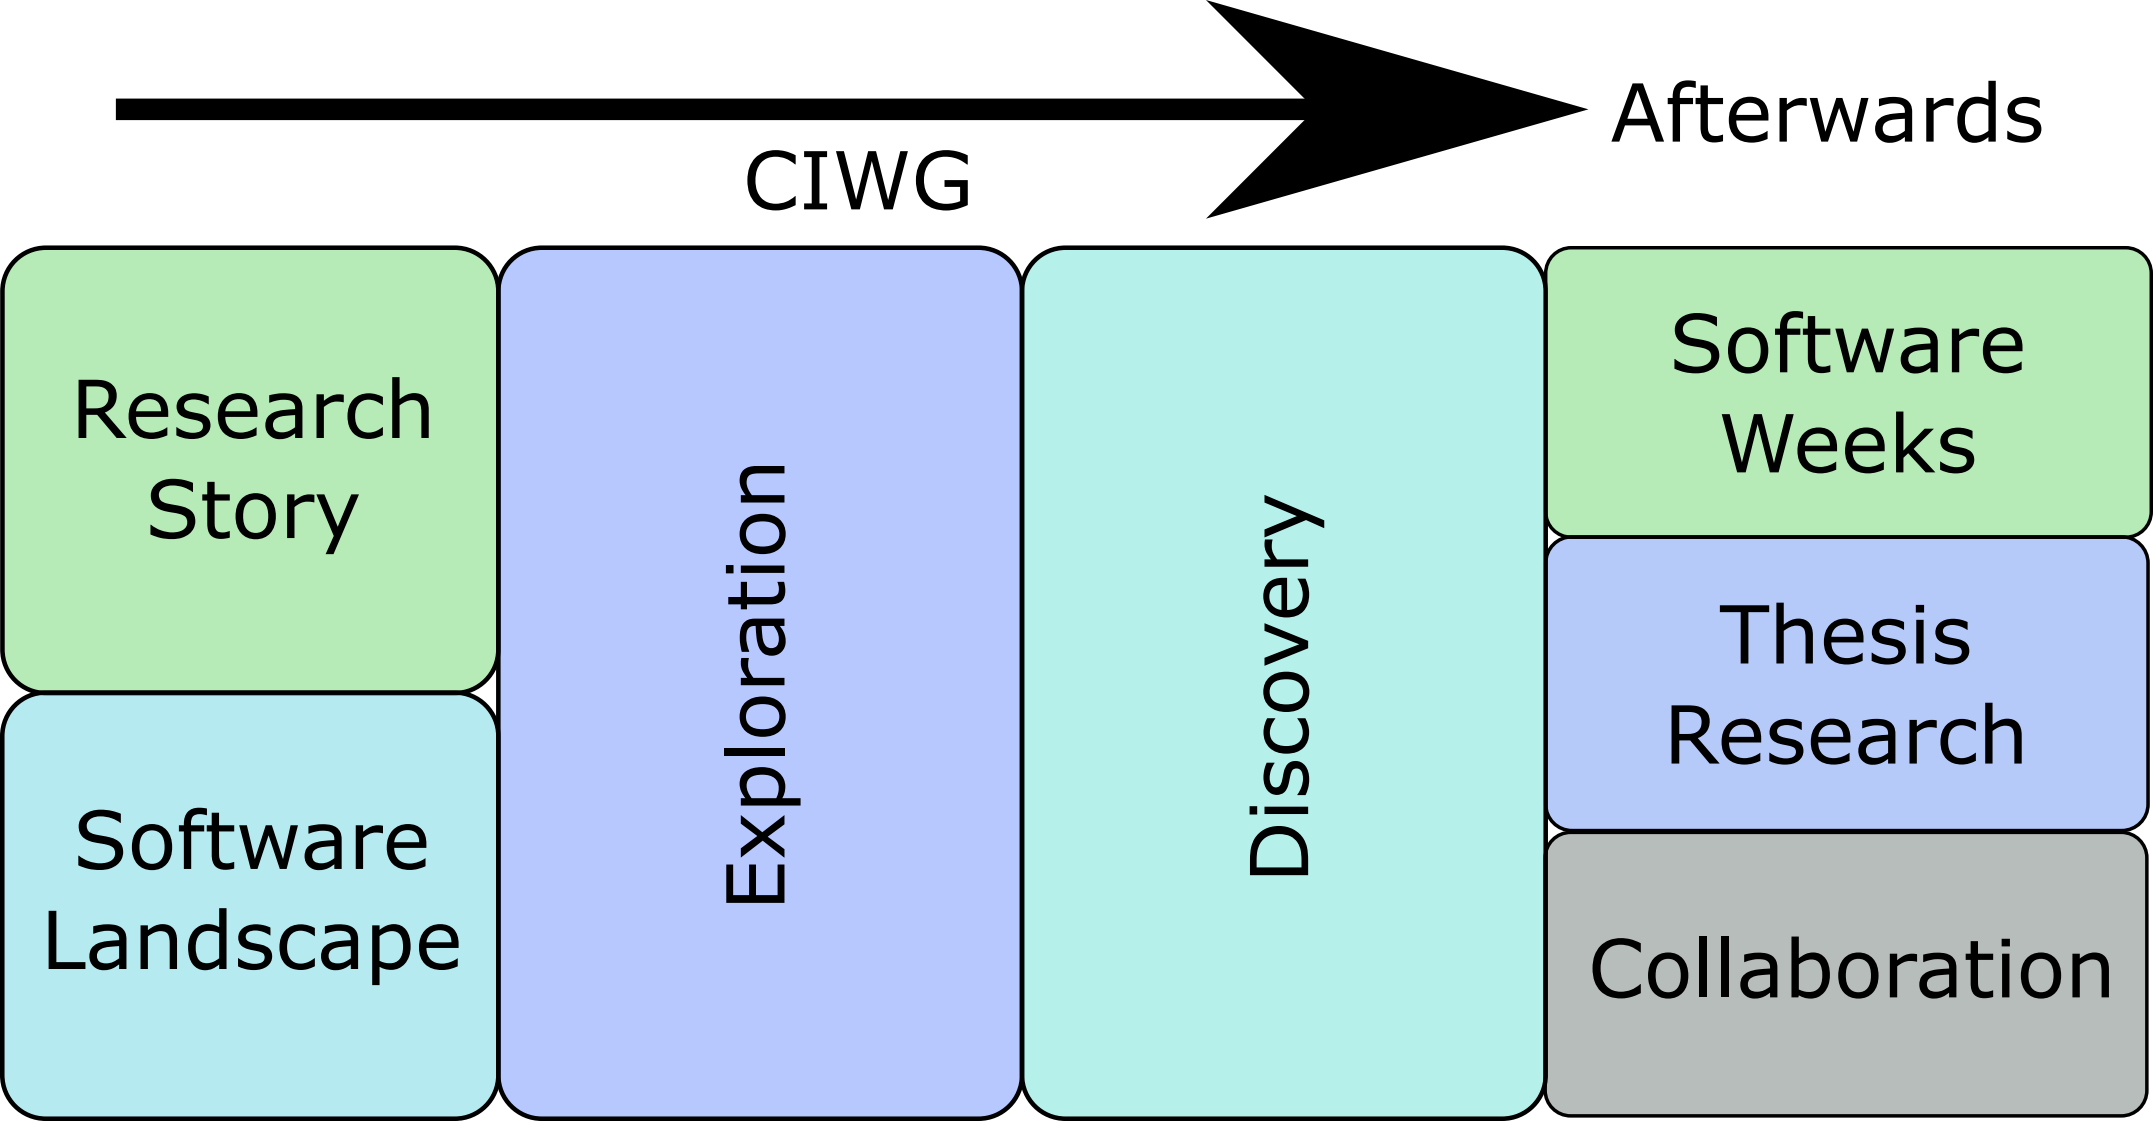 Afterwards
CIWG
Research
Story
Software
Landscape
Exploration
Discovery
Software
Weeks
Thesis
Research
Collaboration